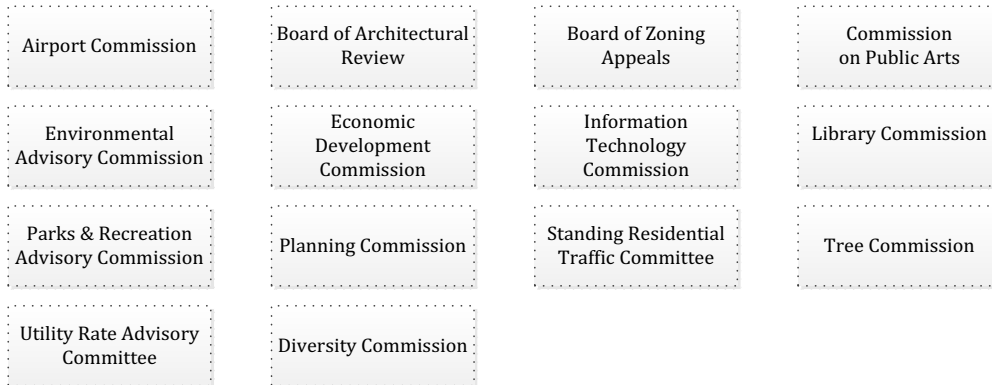 Airport Commission
Board of Architectural
Review
Board of Zoning
Appeals
Commission
on Public Arts
Environmental
Advisory Commission
Economic
Development
Commission
Information
Technology
Commission
Library Commission
Parks & Recreation
Advisory Commission
Planning Commission
Standing Residential
Traffic Committee
Tree Commission
Utility Rate Advisory
Committee
Diversity Commission